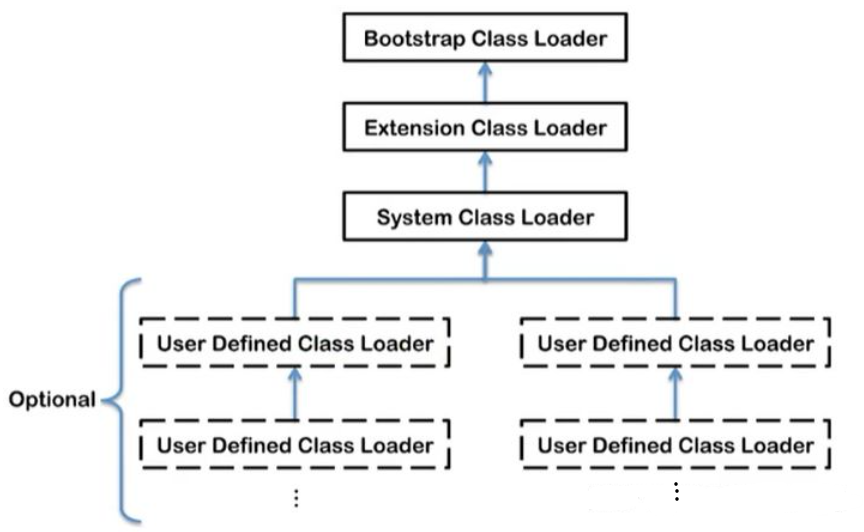 Bootstrap Class Loader
Extension Class Loader
System Class Loader
User Defined Class Loader
User Defined Class Loader
Optional
User Defined Class Loader
User Defined Class Loader